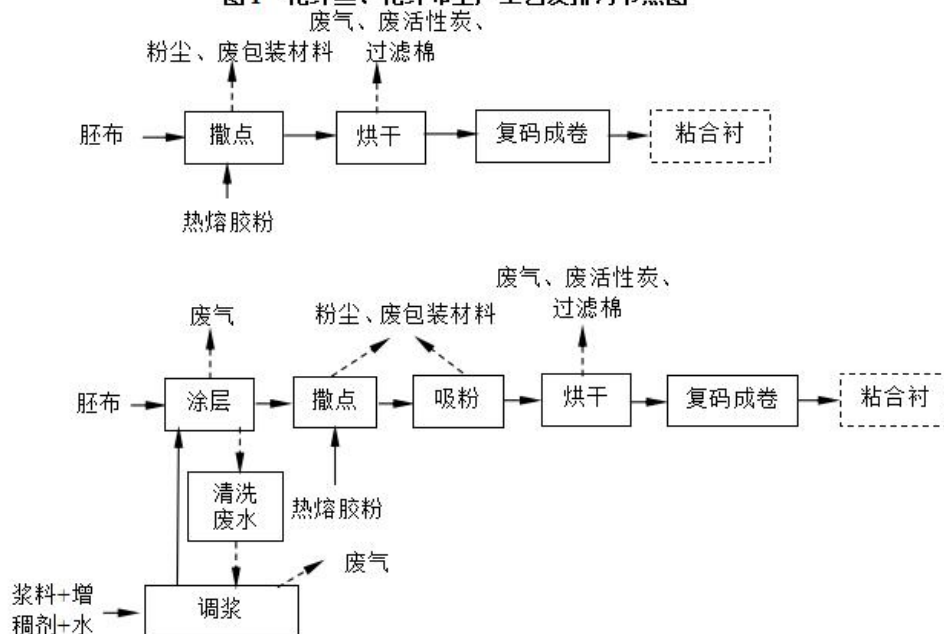 废气、废活性炭、
粉尘、废包装材料 过滤棉
胚布 撒点 烘干 复码成卷 粘合衬
热熔胶粉
废气、废活性炭、
废气 粉尘、废包装材料 过滤棉
胚布 涂层 撒点 吸粉 烘干 复码成卷 粘合衬
清洗
废水
热熔胶粉
废气
浆料+增
稠剂+水
调浆